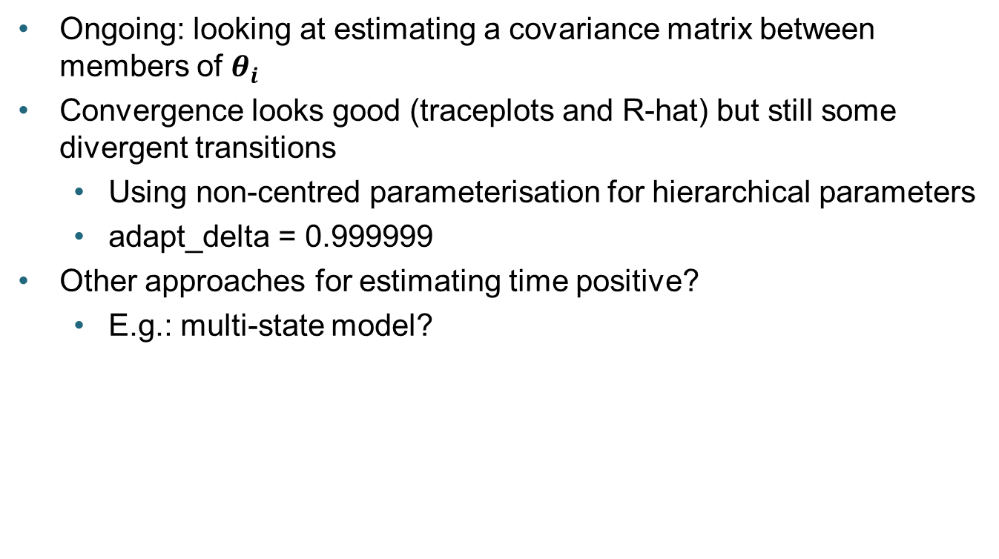 • Ongoing: looking at estimating a covariance matrix between
members of θᵢ
• Convergence looks good (traceplots and R-hat) but still some
divergent transitions
• Using non-centred parameterisation for hierarchical parameters
• adapt_delta = 0.999999
• Other approaches for estimating time positive?
• E.g.: multi-state model?